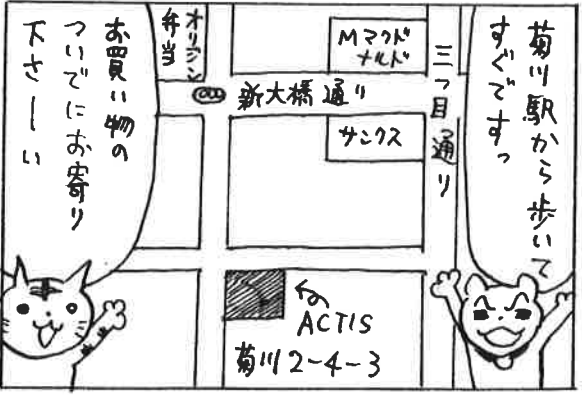 菊川駅から歩いて
すぐですっ
三つ目通り
Mマクド
ナルド
新大橋通り
サンクス
オリジン
弁当
お買い物の
ついでにお寄り
下さーい
ACTIS
菊川2-4-3